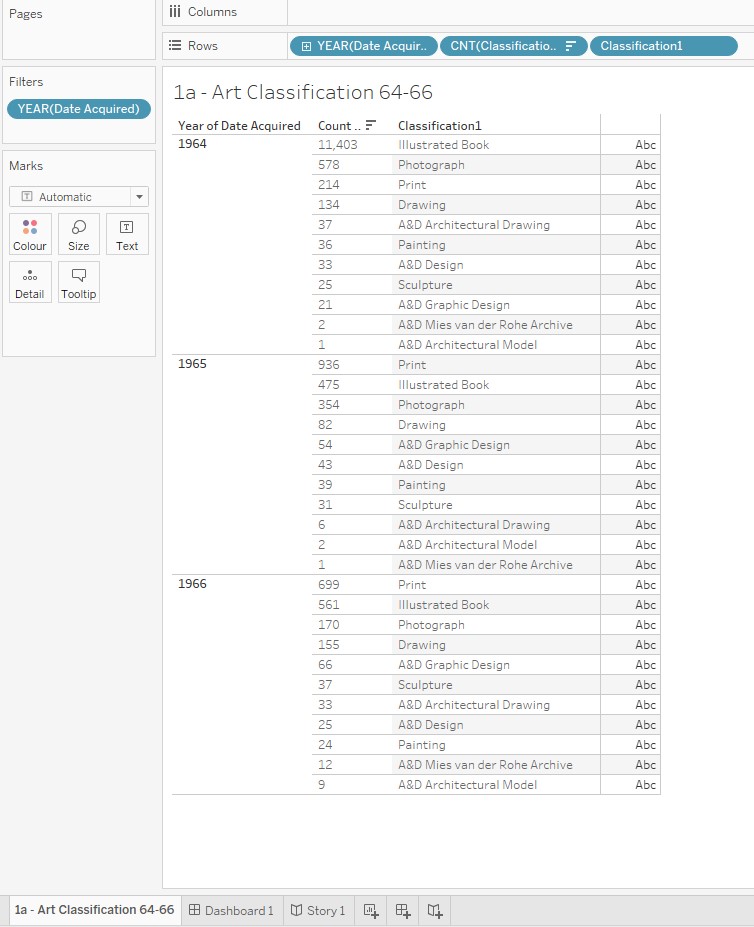 Pages
Columns
Rows
YEAR(Date Acquir..
CNT(Classificatio..
Classification1
Filters
YEAR(Date Acquired)
Marks
Automatic
Colour
Size
Text
Detail
Tooltip
1a - Art Classification 64-66
Year of Date Acquired Count .. Classification1
1964 11,403 Illustrated Book Abc
578 Photograph Abc
214 Print Abc
134 Drawing Abc
37 A&D Architectural Drawing Abc
36 Painting Abc
33 A&D Design Abc
25 Sculpture Abc
21 A&D Graphic Design Abc
2 A&D Mies van der Rohe Archive Abc
1 A&D Architectural Model Abc
1965 936 Print Abc
475 Illustrated Book Abc
354 Photograph Abc
82 Drawing Abc
54 A&D Graphic Design Abc
43 A&D Design Abc
39 Painting Abc
31 Sculpture Abc
6 A&D Architectural Drawing Abc
2 A&D Architectural Model Abc
1 A&D Mies van der Rohe Archive Abc
1966 699 Print Abc
561 Illustrated Book Abc
170 Photograph Abc
155 Drawing Abc
66 A&D Graphic Design Abc
37 Sculpture Abc
33 A&D Architectural Drawing Abc
25 A&D Design Abc
24 Painting Abc
12 A&D Mies van der Rohe Archive Abc
9 A&D Architectural Model Abc
1a - Art Classification 64-66 Dashboard 1 Story 1